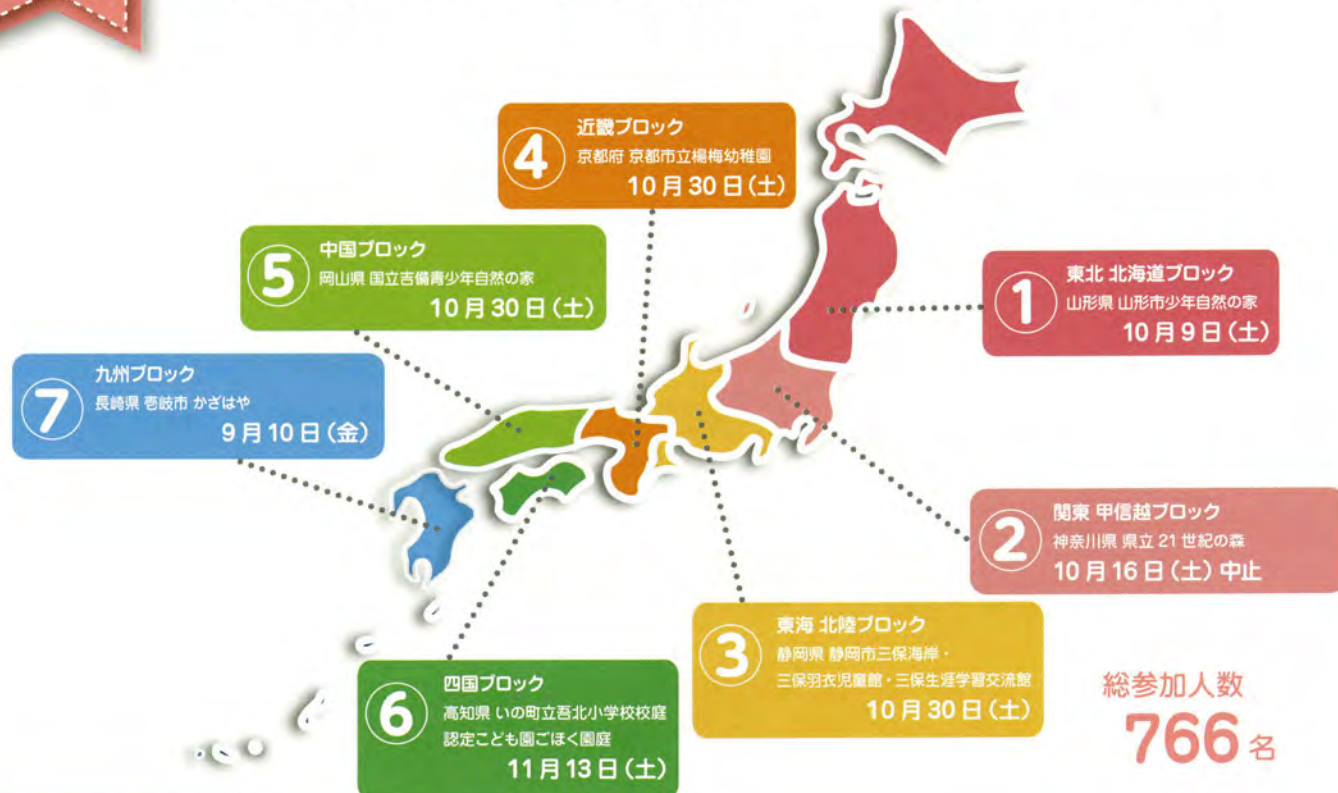 4
近畿ブロック
京都府 京都市立楊梅幼稚園
10月30日(土)
5
中国ブロック
岡山県 国立吉備青少年自然の家
10月30日(土)
1
東北 北海道ブロック
山形県 山形市少年自然の家
10月9日(土)
7
九州ブロック
長崎県 壱岐市 かざはや
9月10日(金)
2
関東 甲信越ブロック
神奈川県 県立21世紀の森
10月16日(土) 中止
3
東海 北陸ブロック
静岡県 静岡市三保海岸・
三保羽衣児童館・三保生涯学習交流館
10月30日(土)
6
四国ブロック
高知県 いの町立吾北小学校校庭
認定こども園ごほく園庭
11月13日(土)
総参加人数
766名